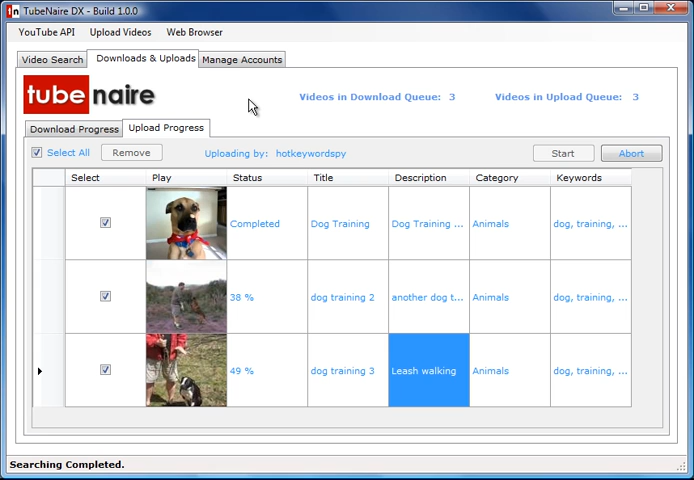 TubeNaire DX - Build 1.0.0
YouTube API Upload Videos Web Browser
Video Search Downloads & Uploads Manage Accounts
tube naire
Videos in Download Queue: 3 Videos in Upload Queue: 3
Download Progress Upload Progress
Select All Remove Uploading by: hotkeywordspy Start Abort
Select Play Status Title Description Category Keywords
Completed Dog Training Dog Training ... Animals dog, training, ...
38 % dog training 2 another dog t... Animals dog, training, ...
49 % dog training 3 Leash walking Animals dog, training, ...
Searching Completed.